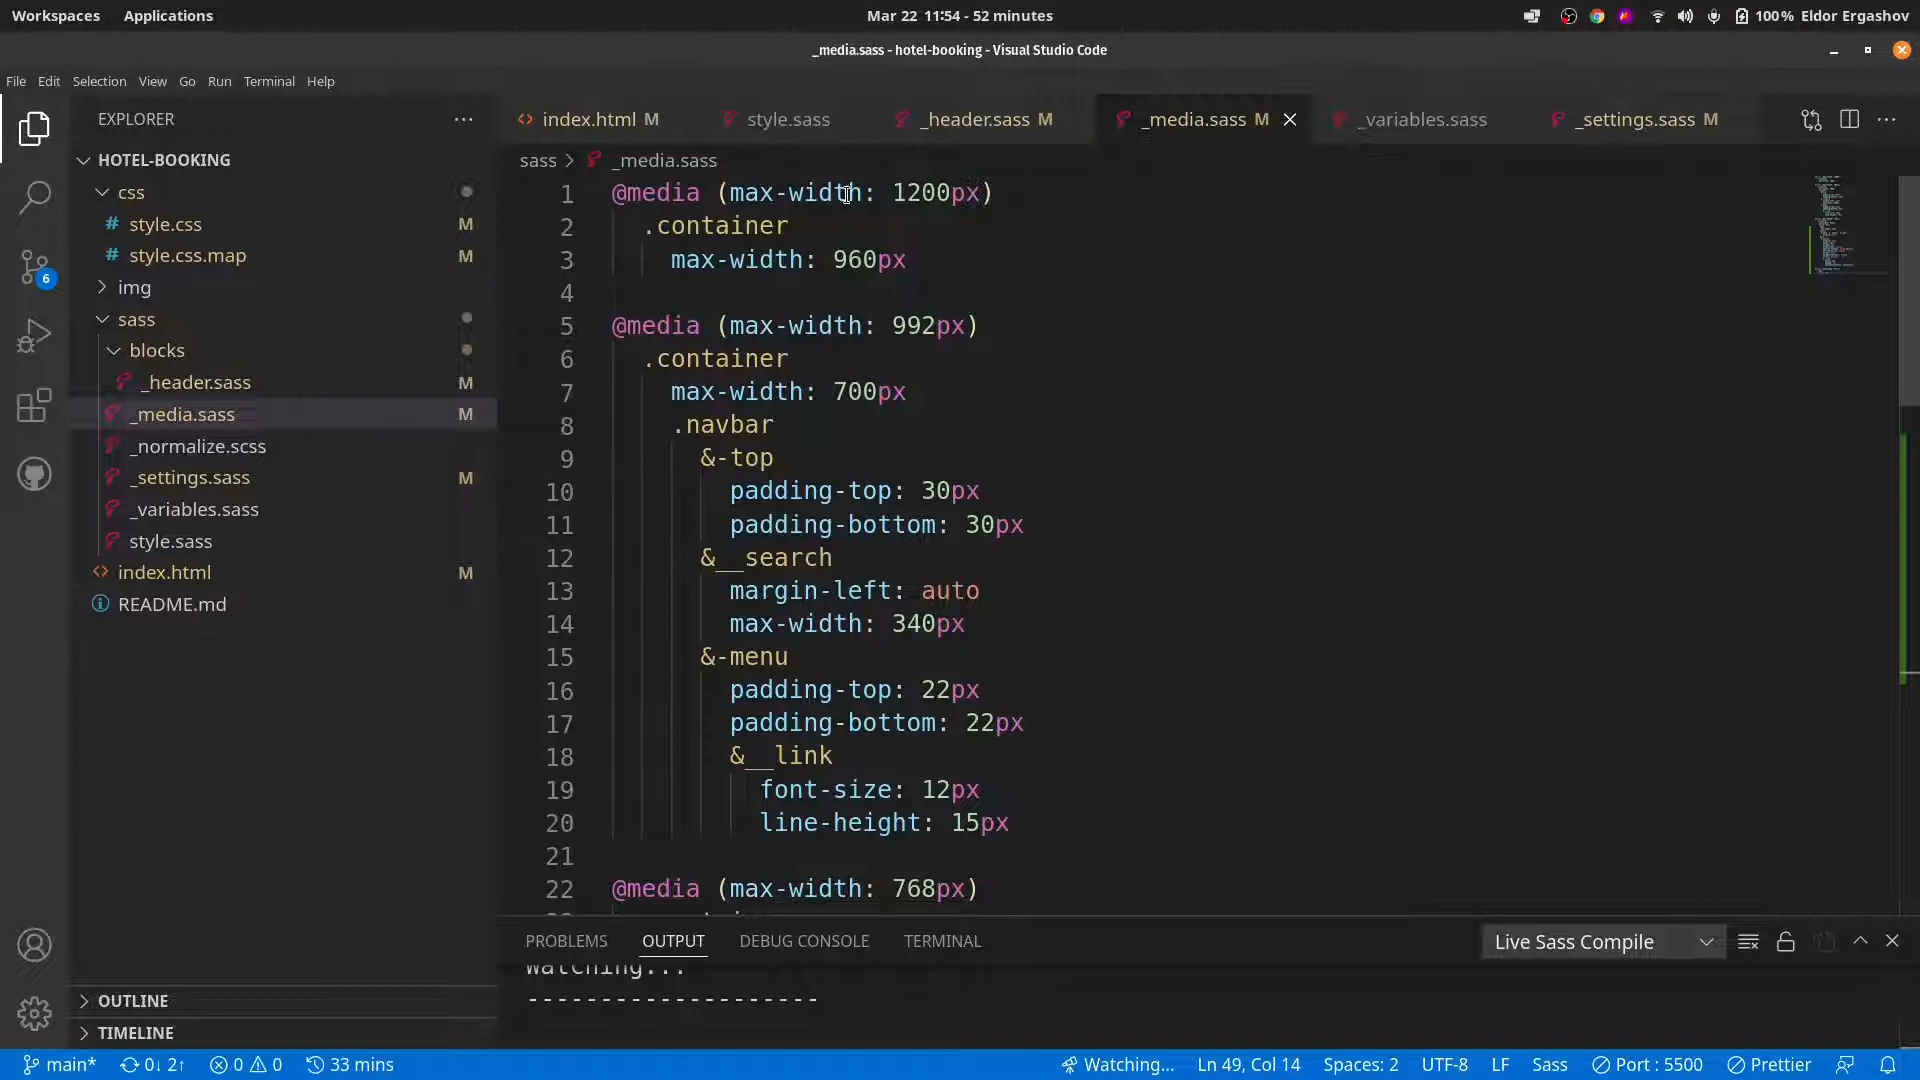 Workspaces Applications Mar 22 11:54 - 52 minutes 100% Eldor Ergashov
_media.sass - hotel-booking - Visual Studio Code
File Edit Selection View Go Run Terminal Help
EXPLORER
HOTEL-BOOKING
css
style.css M
style.css.map M
img
sass
blocks
_header.sass M
_media.sass M
_normalize.scss
_settings.sass M
_variables.sass
style.sass
index.html M
README.md
OUTLINE
TIMELINE
6
index.html M style.sass _header.sass M _media.sass M _variables.sass _settings.sass M
sass > _media.sass
1 @media (max-width: 1200px)
2 .container
3 max-width: 960px
4
5 @media (max-width: 992px)
6 .container
7 max-width: 700px
8 .navbar
9 &-top
10 padding-top: 30px
11 padding-bottom: 30px
12 &__search
13 margin-left: auto
14 max-width: 340px
15 &-menu
16 padding-top: 22px
17 padding-bottom: 22px
18 &__link
19 font-size: 12px
20 line-height: 15px
21
22 @media (max-width: 768px)
PROBLEMS OUTPUT DEBUG CONSOLE TERMINAL Live Sass Compile
Watching...
--------------------
main* 0↓ 2↑ 0 0 33 mins Watching... Ln 49, Col 14 Spaces: 2 UTF-8 LF Sass Port : 5500 Prettier